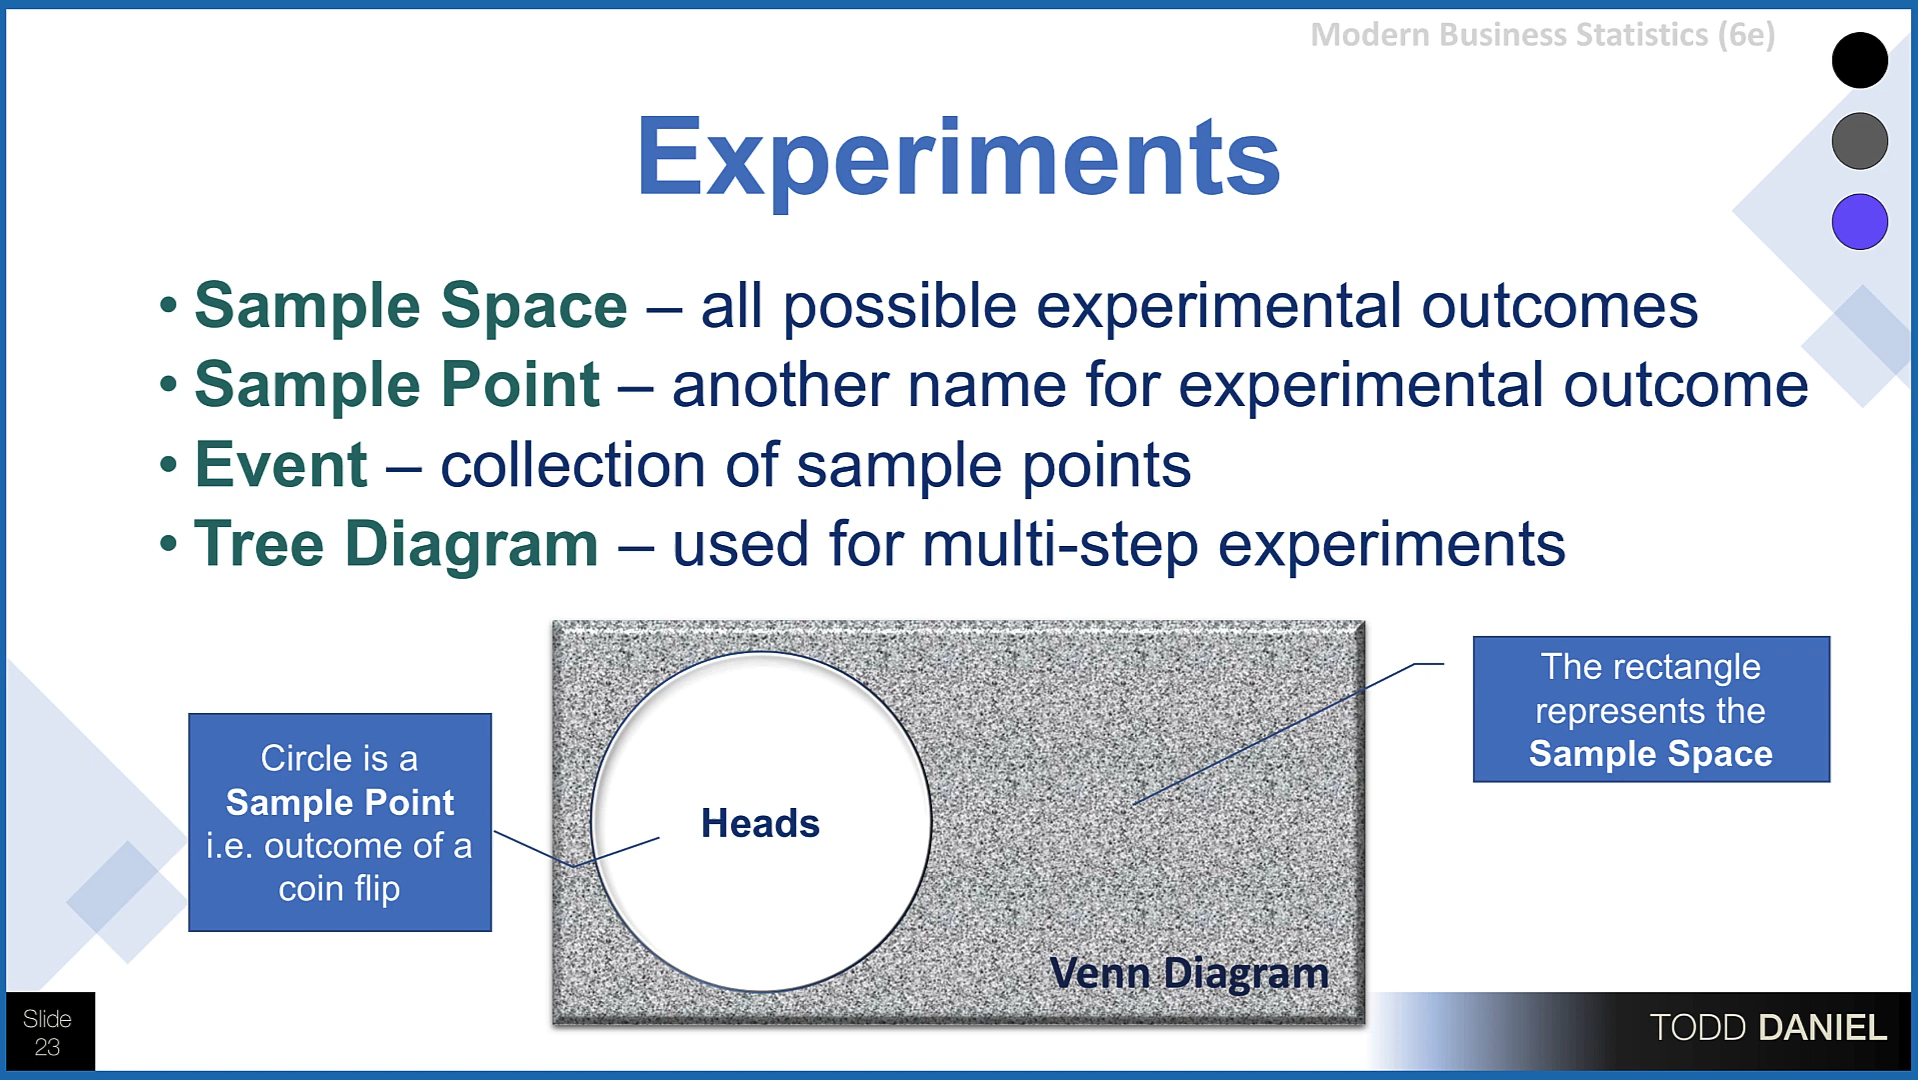 Modern Business Statistics (6e)
Experiments
• Sample Space – all possible experimental outcomes
• Sample Point – another name for experimental outcome
• Event – collection of sample points
• Tree Diagram – used for multi-step experiments
Circle is a
Sample Point
i.e. outcome of a
coin flip
Heads
Venn Diagram
The rectangle
represents the
Sample Space
Slide
23
TODD DANIEL